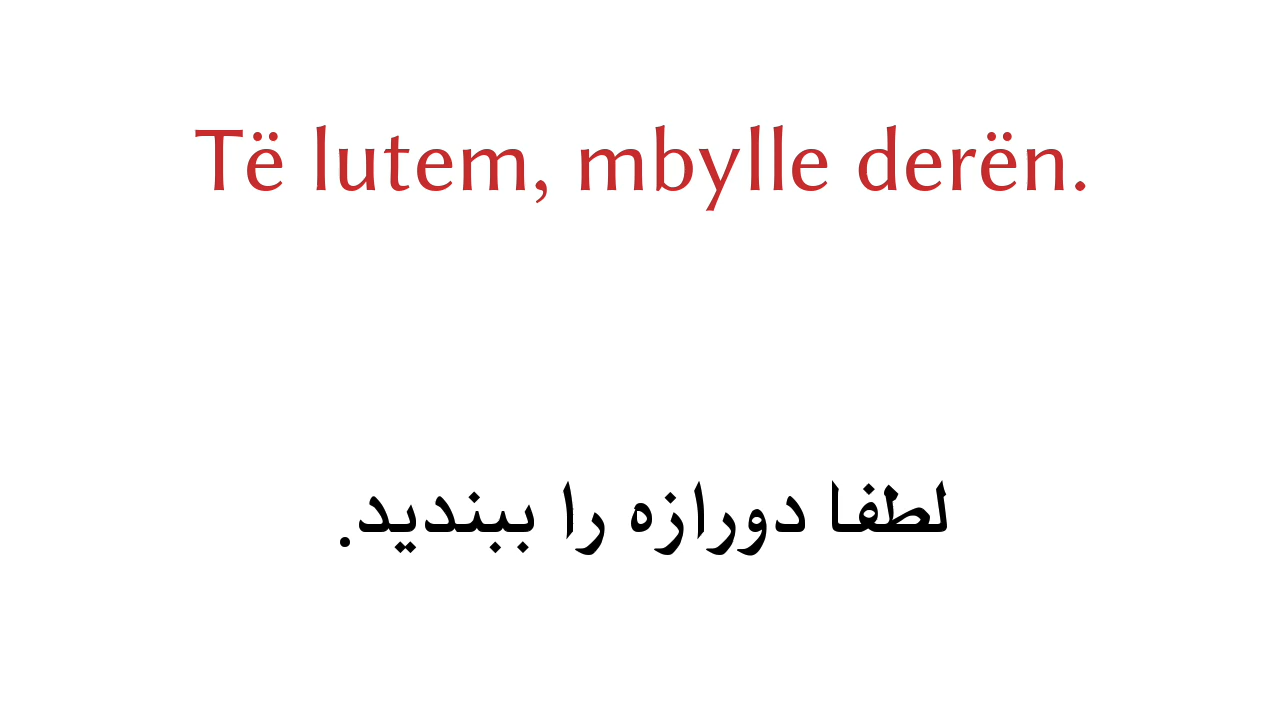 Të lutem, mbylle derën.
لطفا دورازه را ببندید.